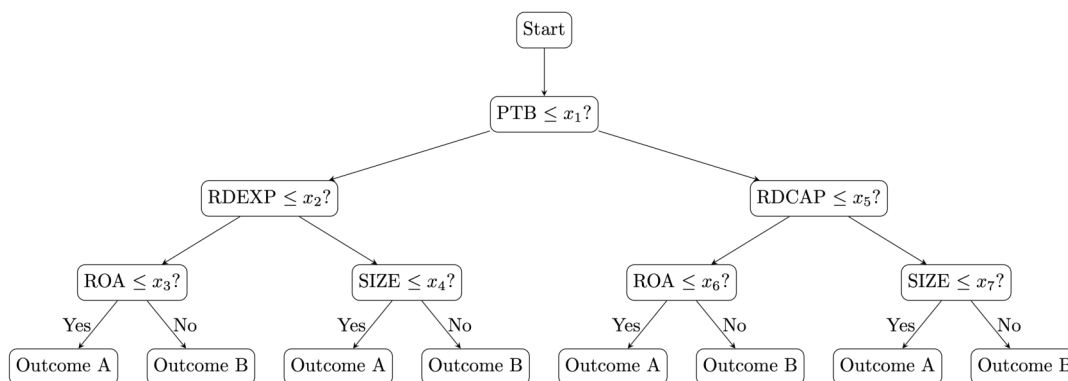 Start
PTB ≤ x₁?
RDEXP ≤ x₂?
RDCAP ≤ x₅?
ROA ≤ x₃?
SIZE ≤ x₄?
ROA ≤ x₆?
SIZE ≤ x₇?
Yes
No
Yes
No
Yes
No
Yes
No
Outcome A
Outcome B
Outcome A
Outcome B
Outcome A
Outcome B
Outcome A
Outcome B